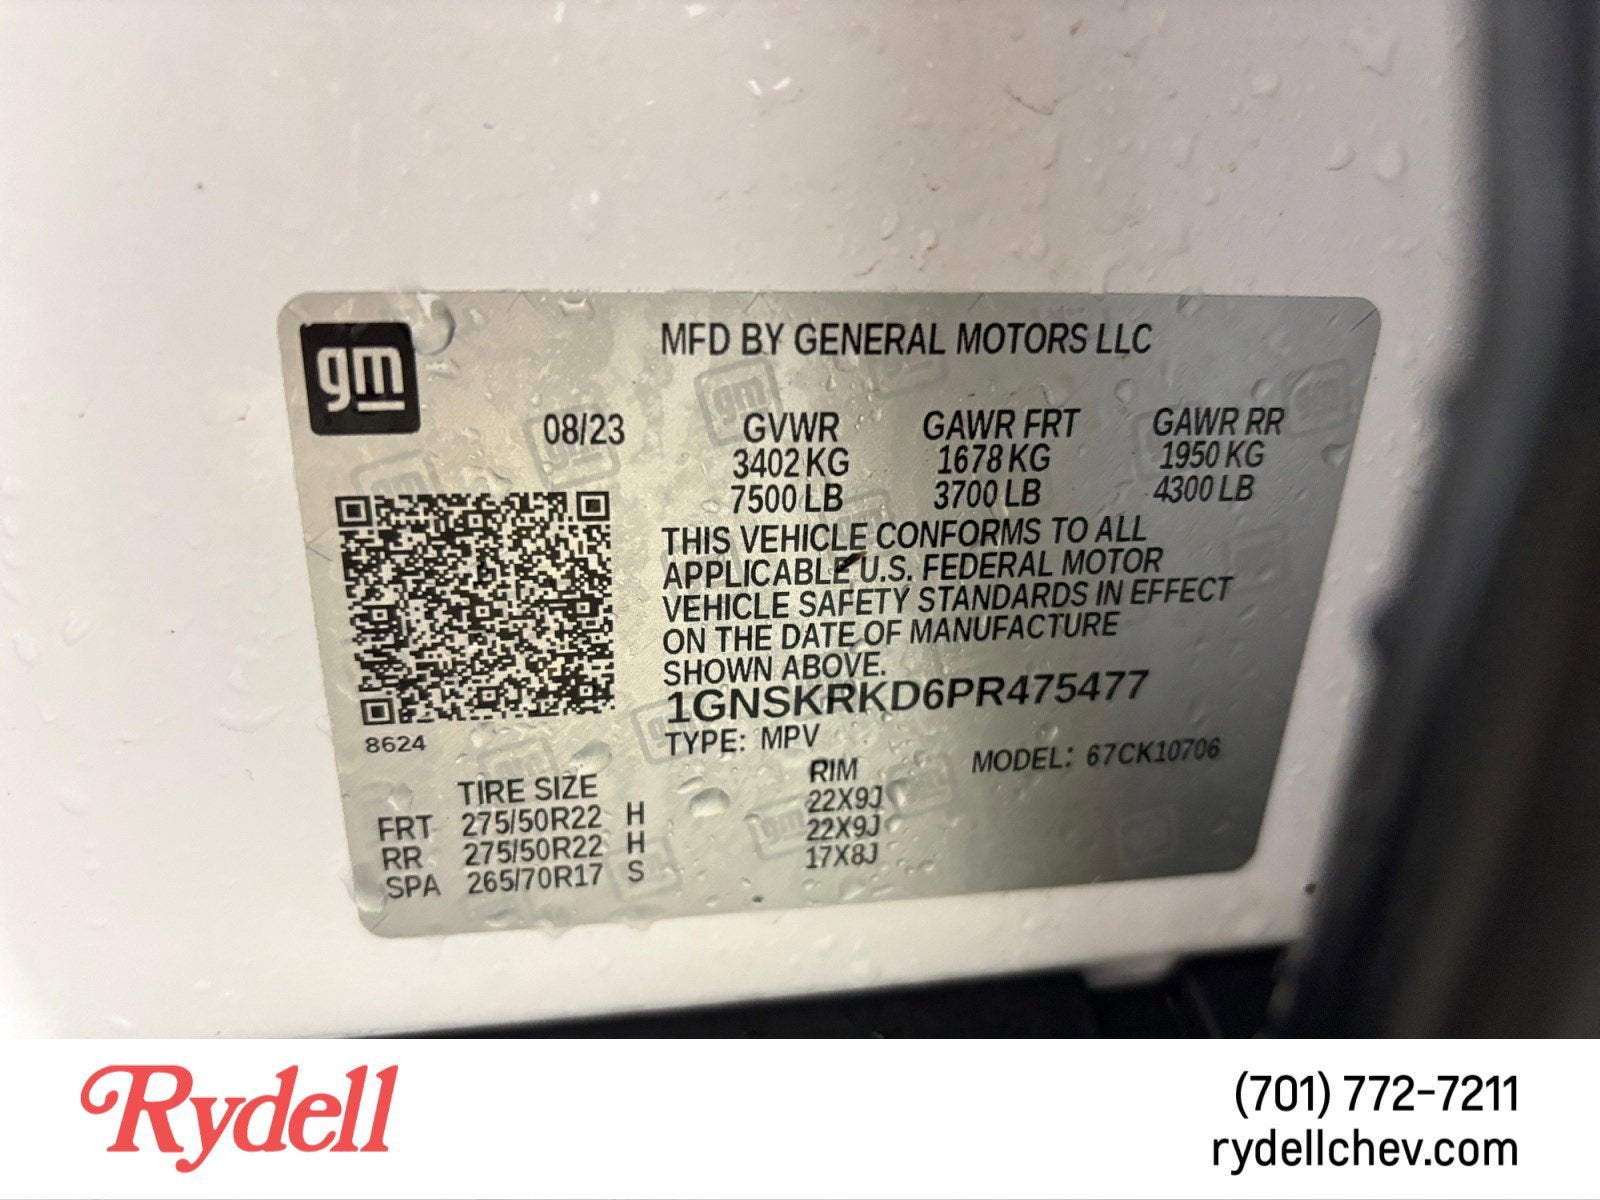 gm
MFD BY GENERAL MOTORS LLC
08/23 GVWR GAWR FRT GAWR RR
3402 KG 1678 KG 1950 KG
7500 LB 3700 LB 4300 LB
THIS VEHICLE CONFORMS TO ALL
APPLICABLE U.S. FEDERAL MOTOR
VEHICLE SAFETY STANDARDS IN EFFECT
ON THE DATE OF MANUFACTURE
SHOWN ABOVE.
1GNSKRKD6PR475477
8624
TYPE: MPV MODEL: 67CK10706
TIRE SIZE RIM
FRT 275/50R22 H 22X9J
RR 275/50R22 H 22X9J
SPA 265/70R17 S 17X8J
Rydell
(701) 772-7211
rydellchev.com